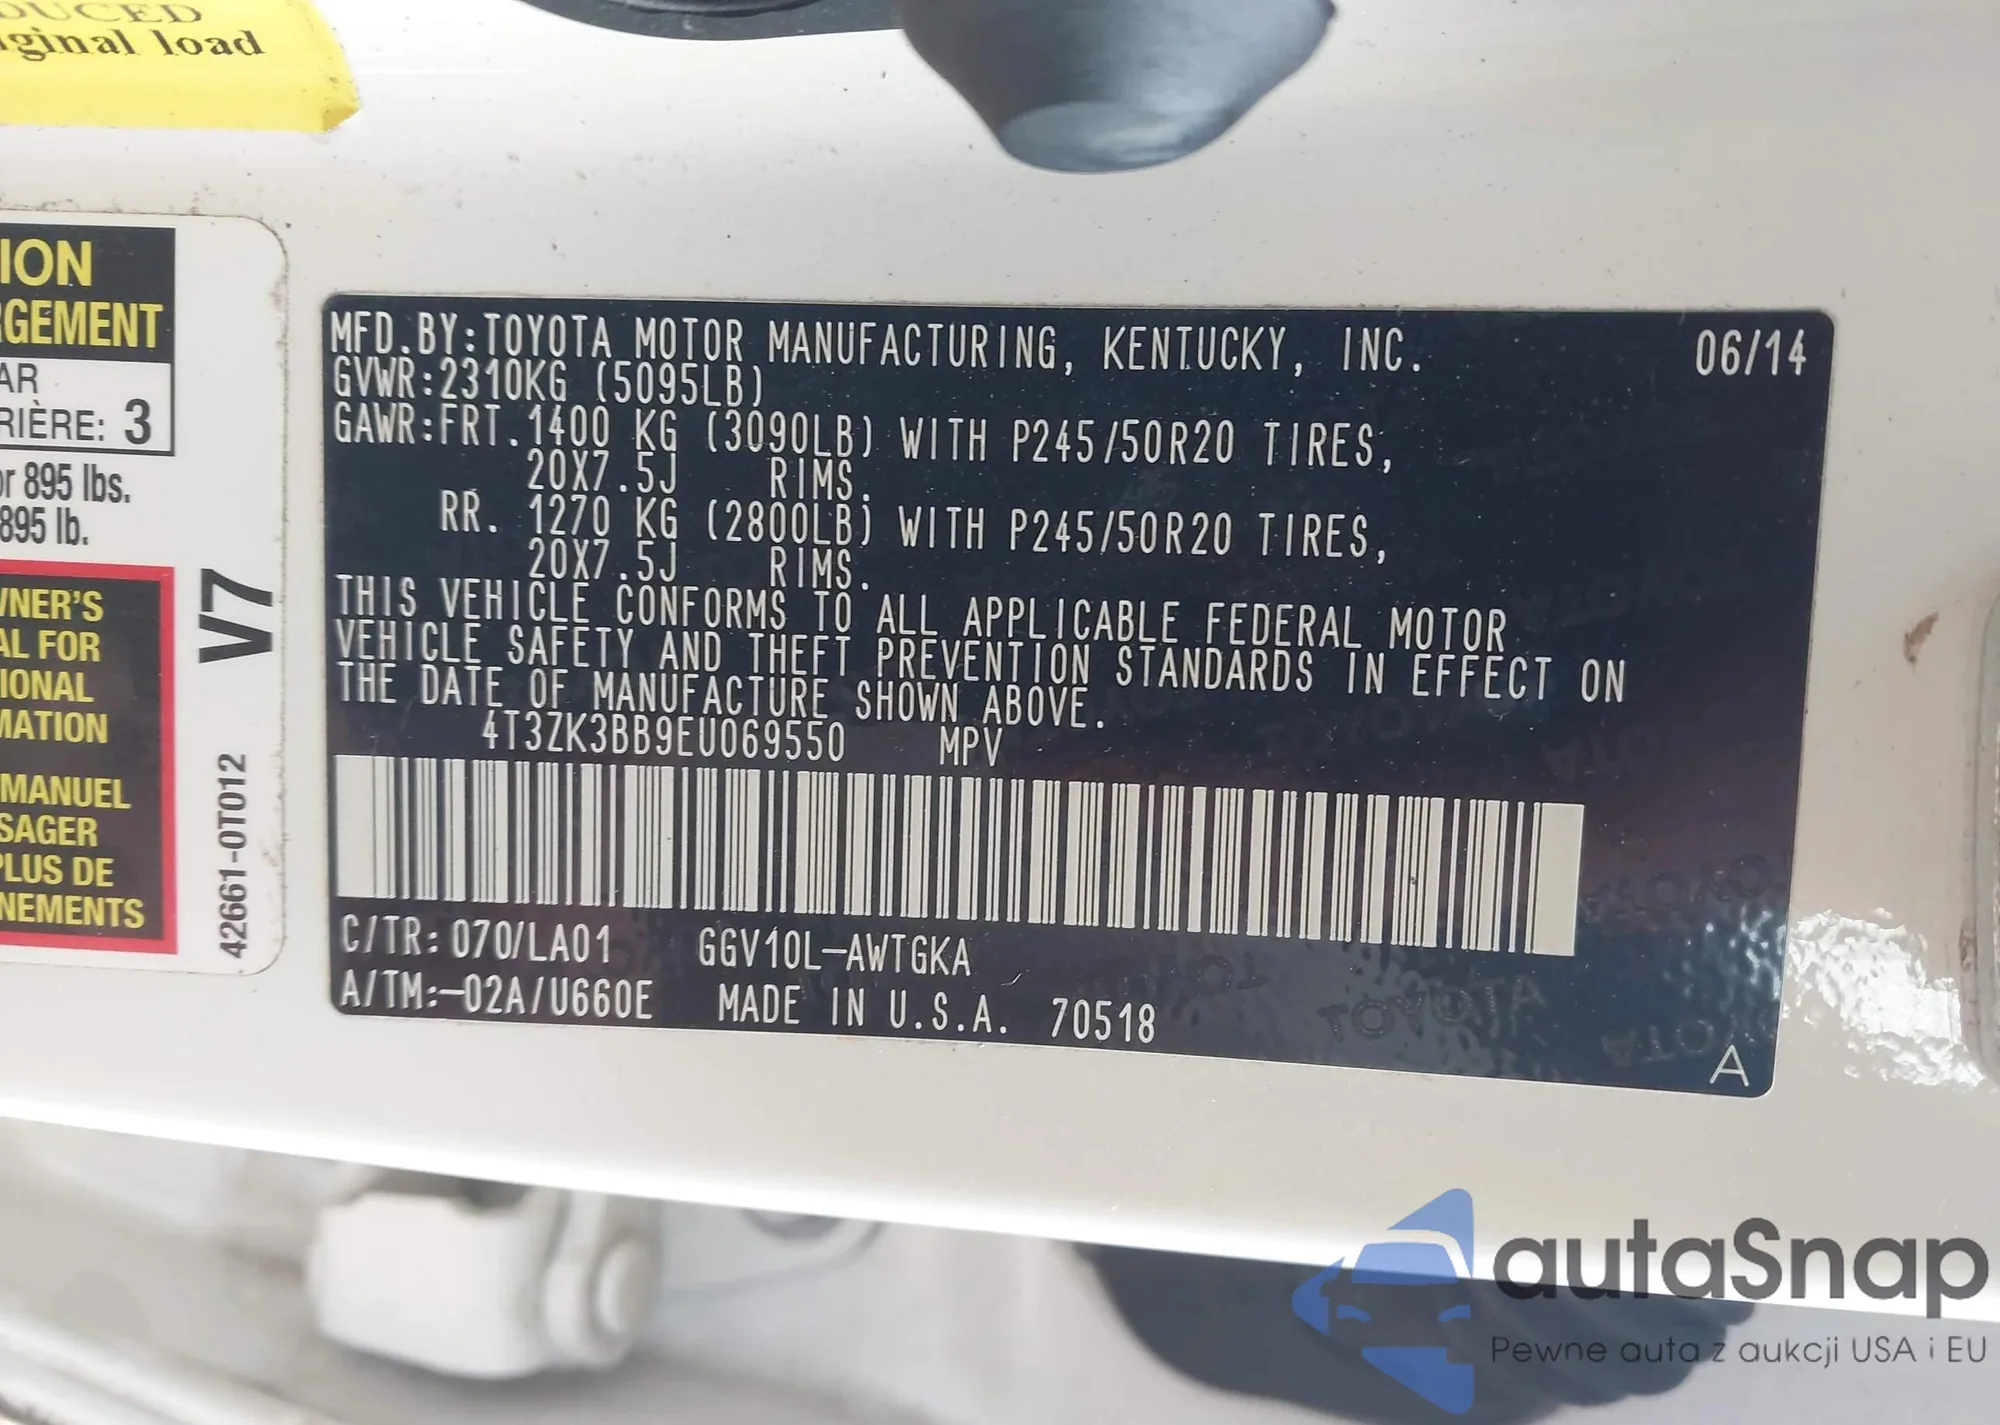 DUCED
ginal load
ION
RGEMENT
AR
RIÈRE: 3
or 895 lbs.
895 lb.
WNER'S
AL FOR
IONAL
MATION
MANUEL
SAGER
PLUS DE
NEMENTS
V7
42661-0T012
MFD.BY:TOYOTA MOTOR MANUFACTURING, KENTUCKY, INC. 06/14
GVWR:2310KG (5095LB)
GAWR:FRT.1400 KG (3090LB) WITH P245/50R20 TIRES,
20X7.5J RIMS.
RR. 1270 KG (2800LB) WITH P245/50R20 TIRES,
20X7.5J RIMS.
THIS VEHICLE CONFORMS TO ALL APPLICABLE FEDERAL MOTOR
VEHICLE SAFETY AND THEFT PREVENTION STANDARDS IN EFFECT ON
THE DATE OF MANUFACTURE SHOWN ABOVE.
4T3ZK3BB9EU069550 MPV
C/TR:070/LA01 GGV10L-AWTGKA
A/TM:-02A/U660E MADE IN U.S.A. 70518
A
TOYOTA
autaSnap
Pewne auta z aukcji USA i EU